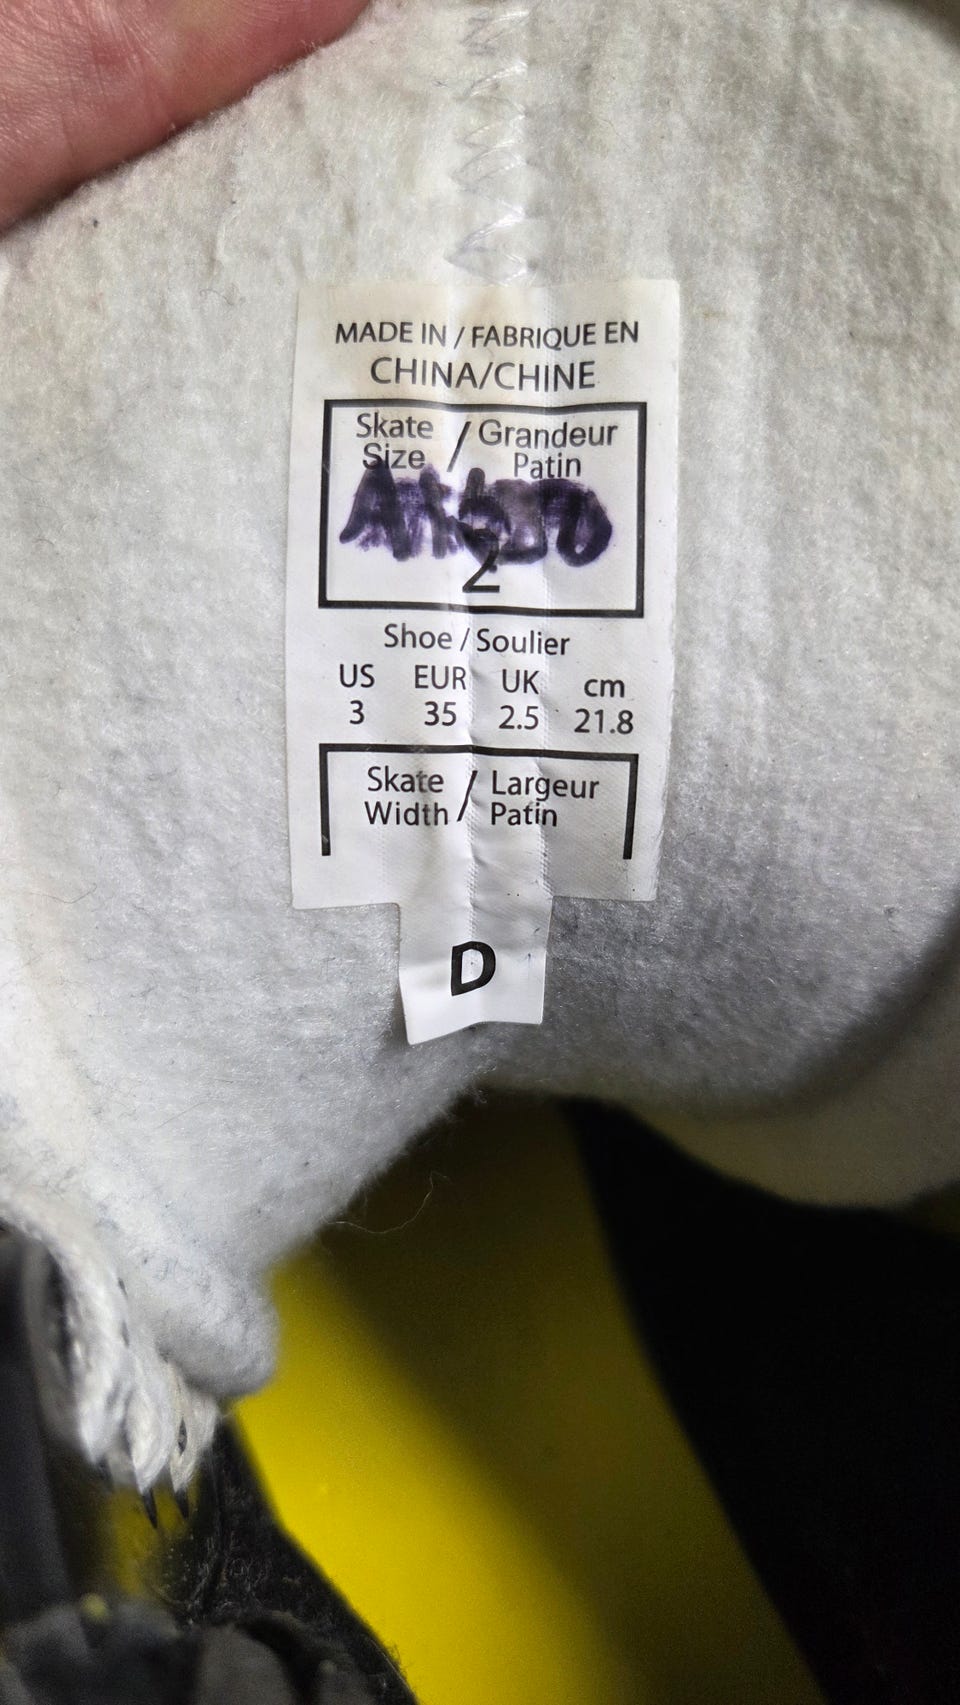 MADE IN / FABRIQUE EN
CHINA/CHINE
Skate Size / Grandeur Patin
2
Shoe / Soulier
US EUR UK cm
3 35 2.5 21.8
Skate Width / Largeur Patin
D